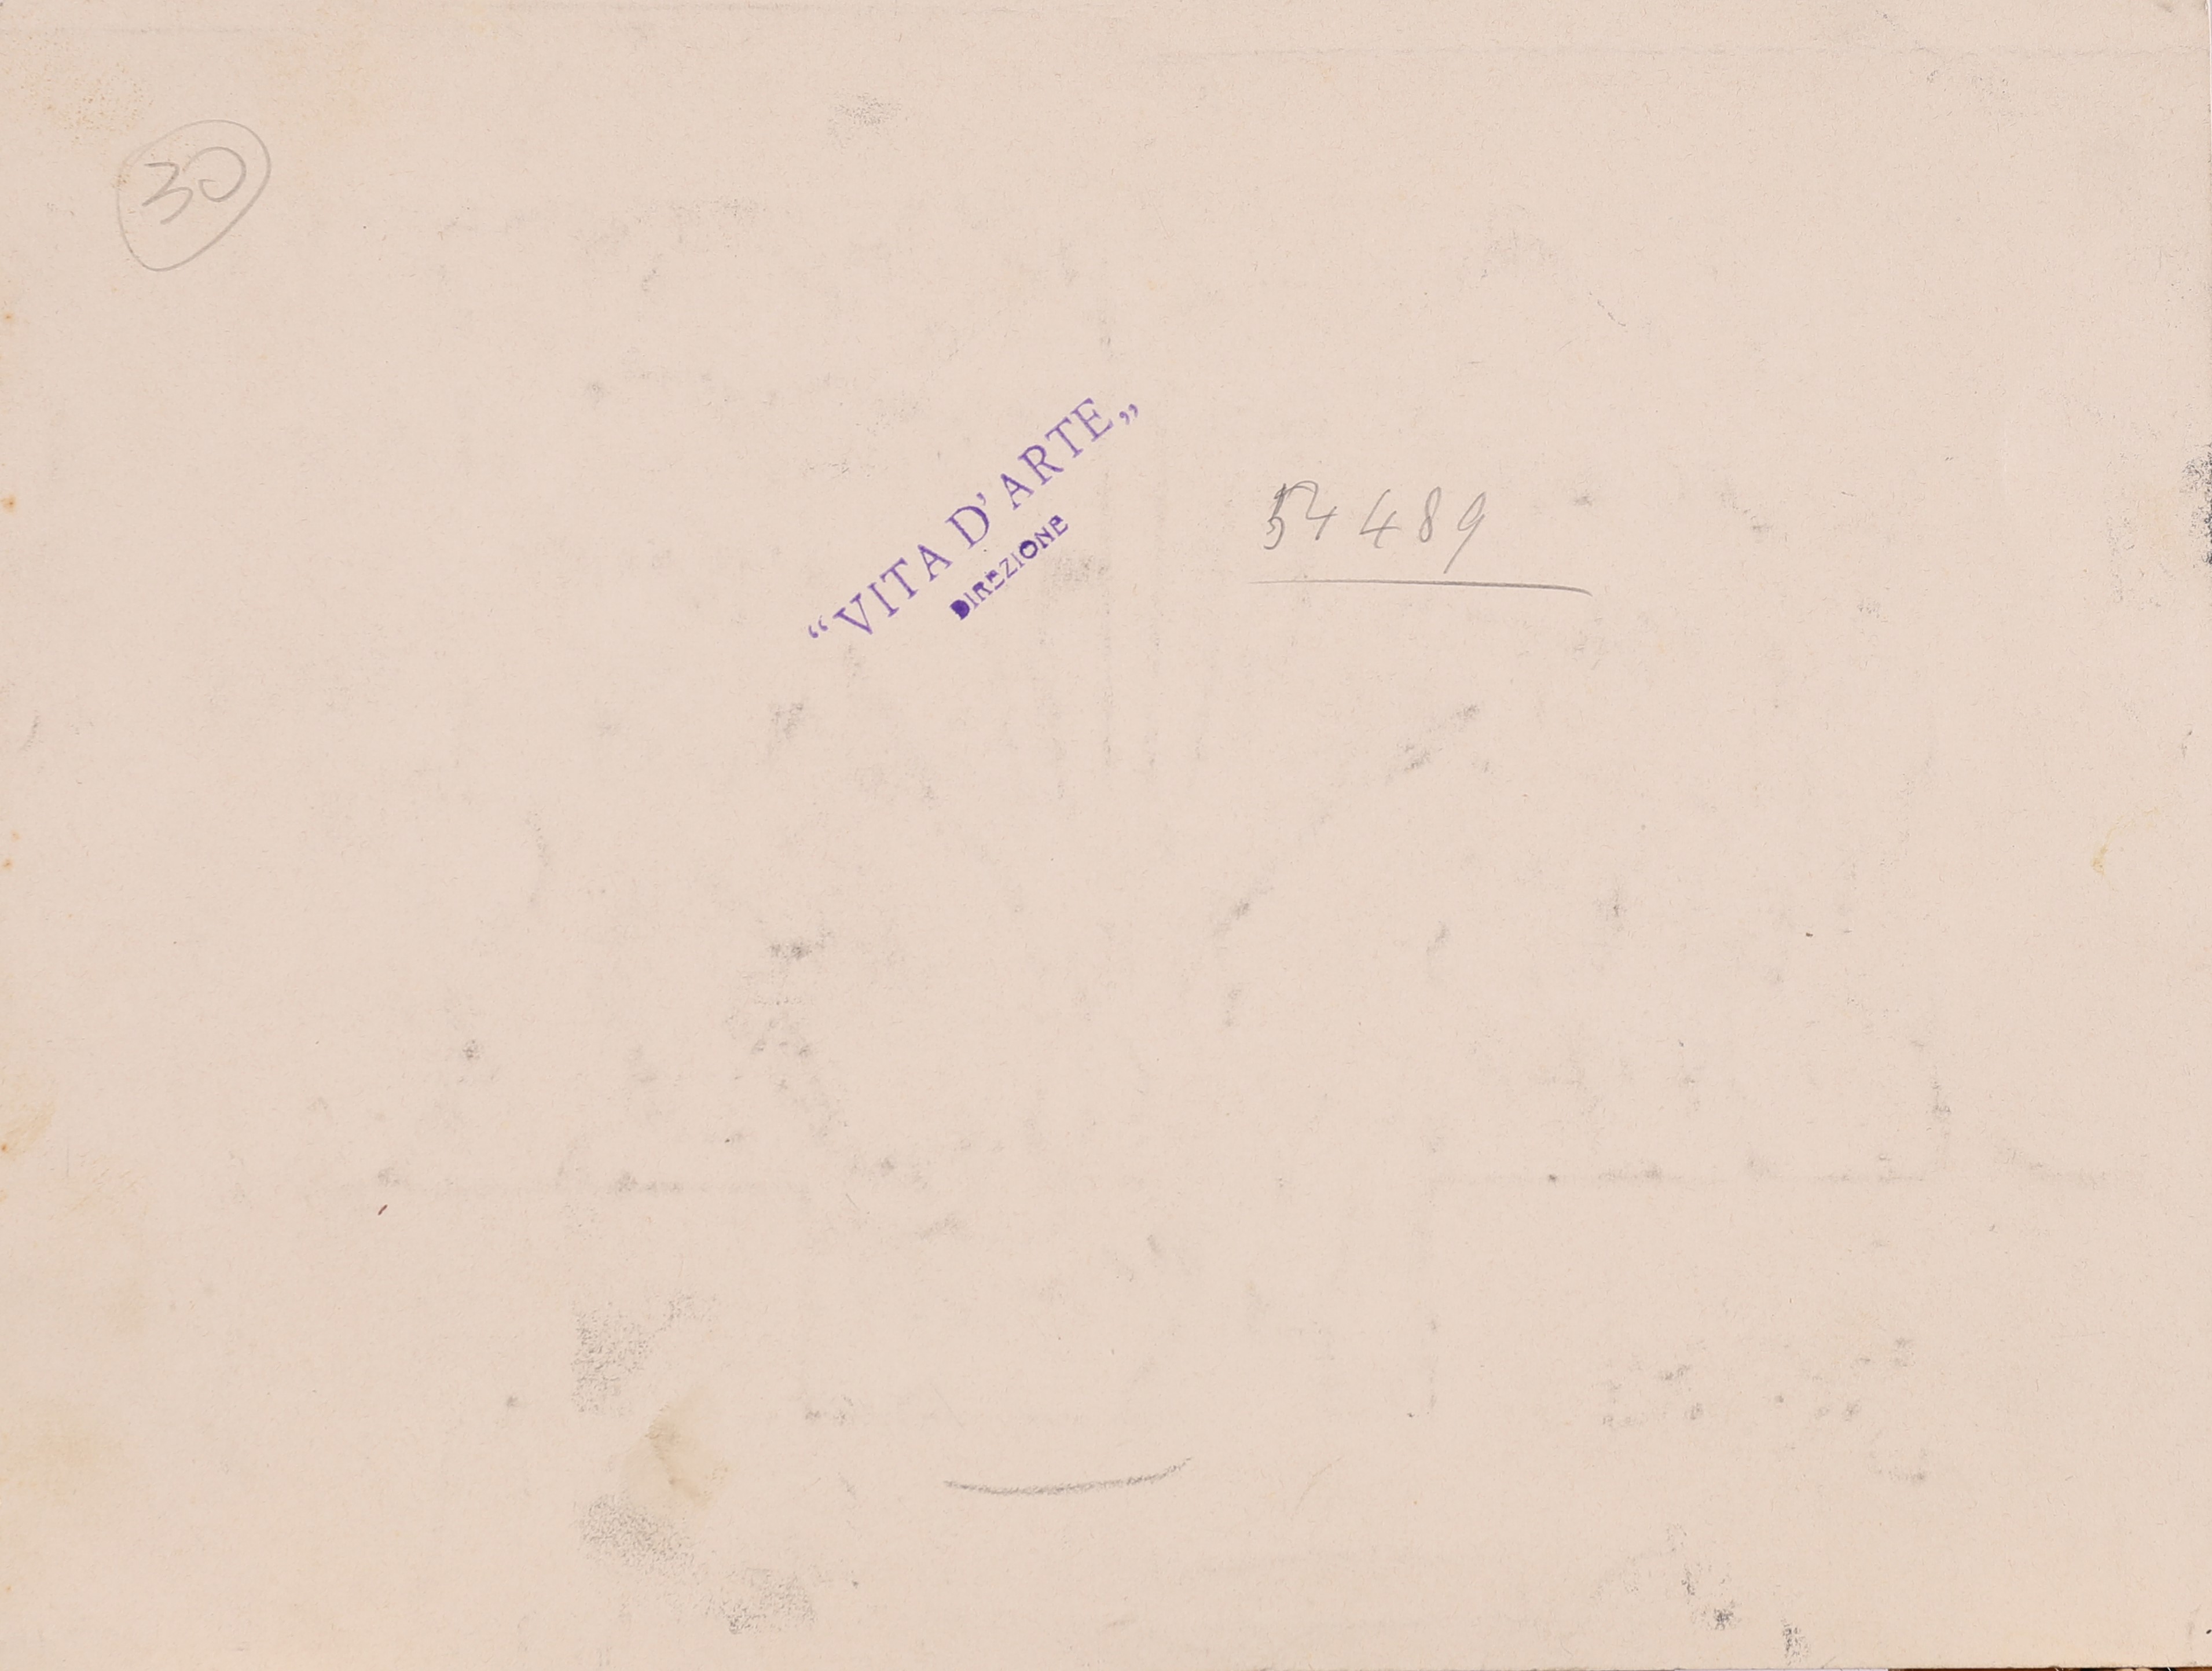 30
“VITA D'ARTE„
DIREZIONE
54489